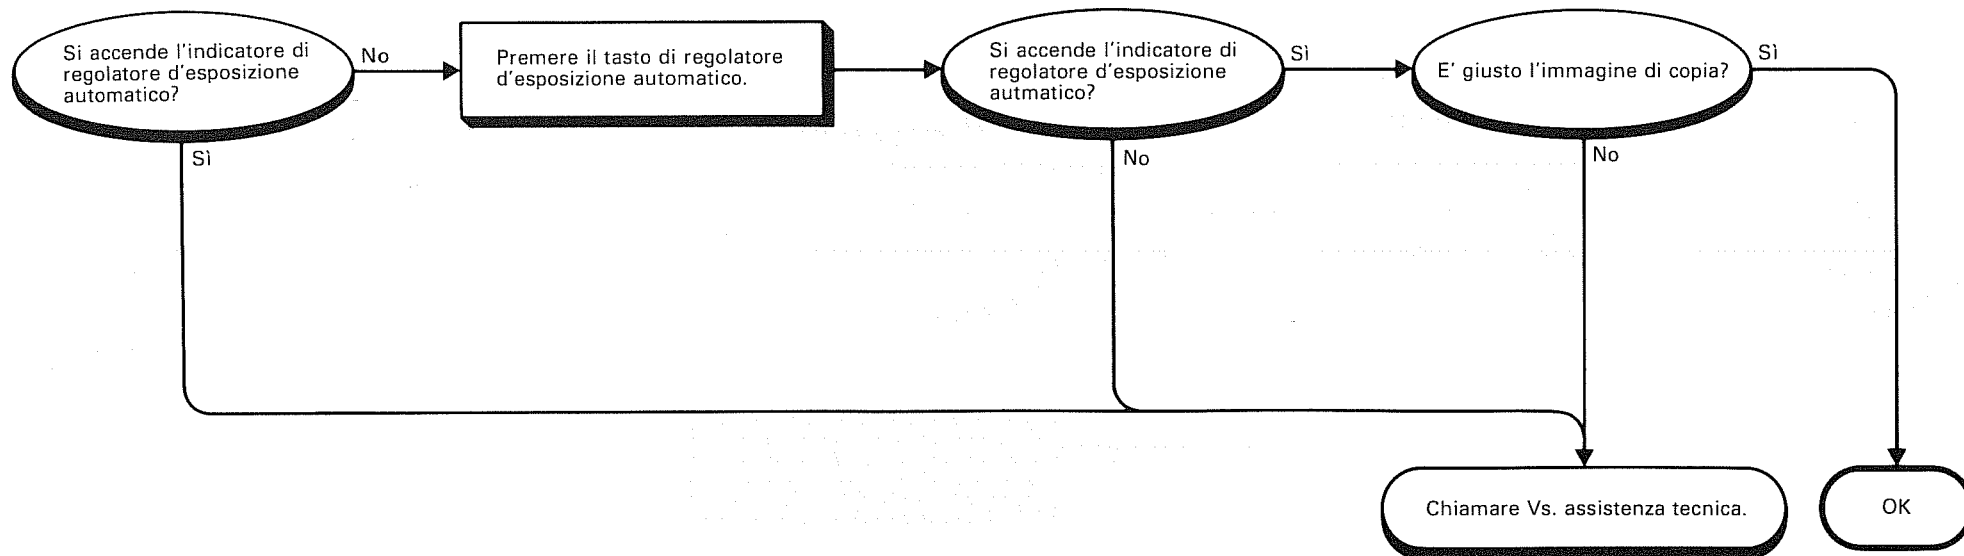 Si accende l'indicatore di
regolatore d'esposizione
automatico?
No
Sì
Premere il tasto di regolatore
d'esposizione automatico.
Si accende l'indicatore di
regolatore d'esposizione
autmatico?
Sì
No
E' giusto l'immagine di copia?
Sì
No
Chiamare Vs. assistenza tecnica.
OK